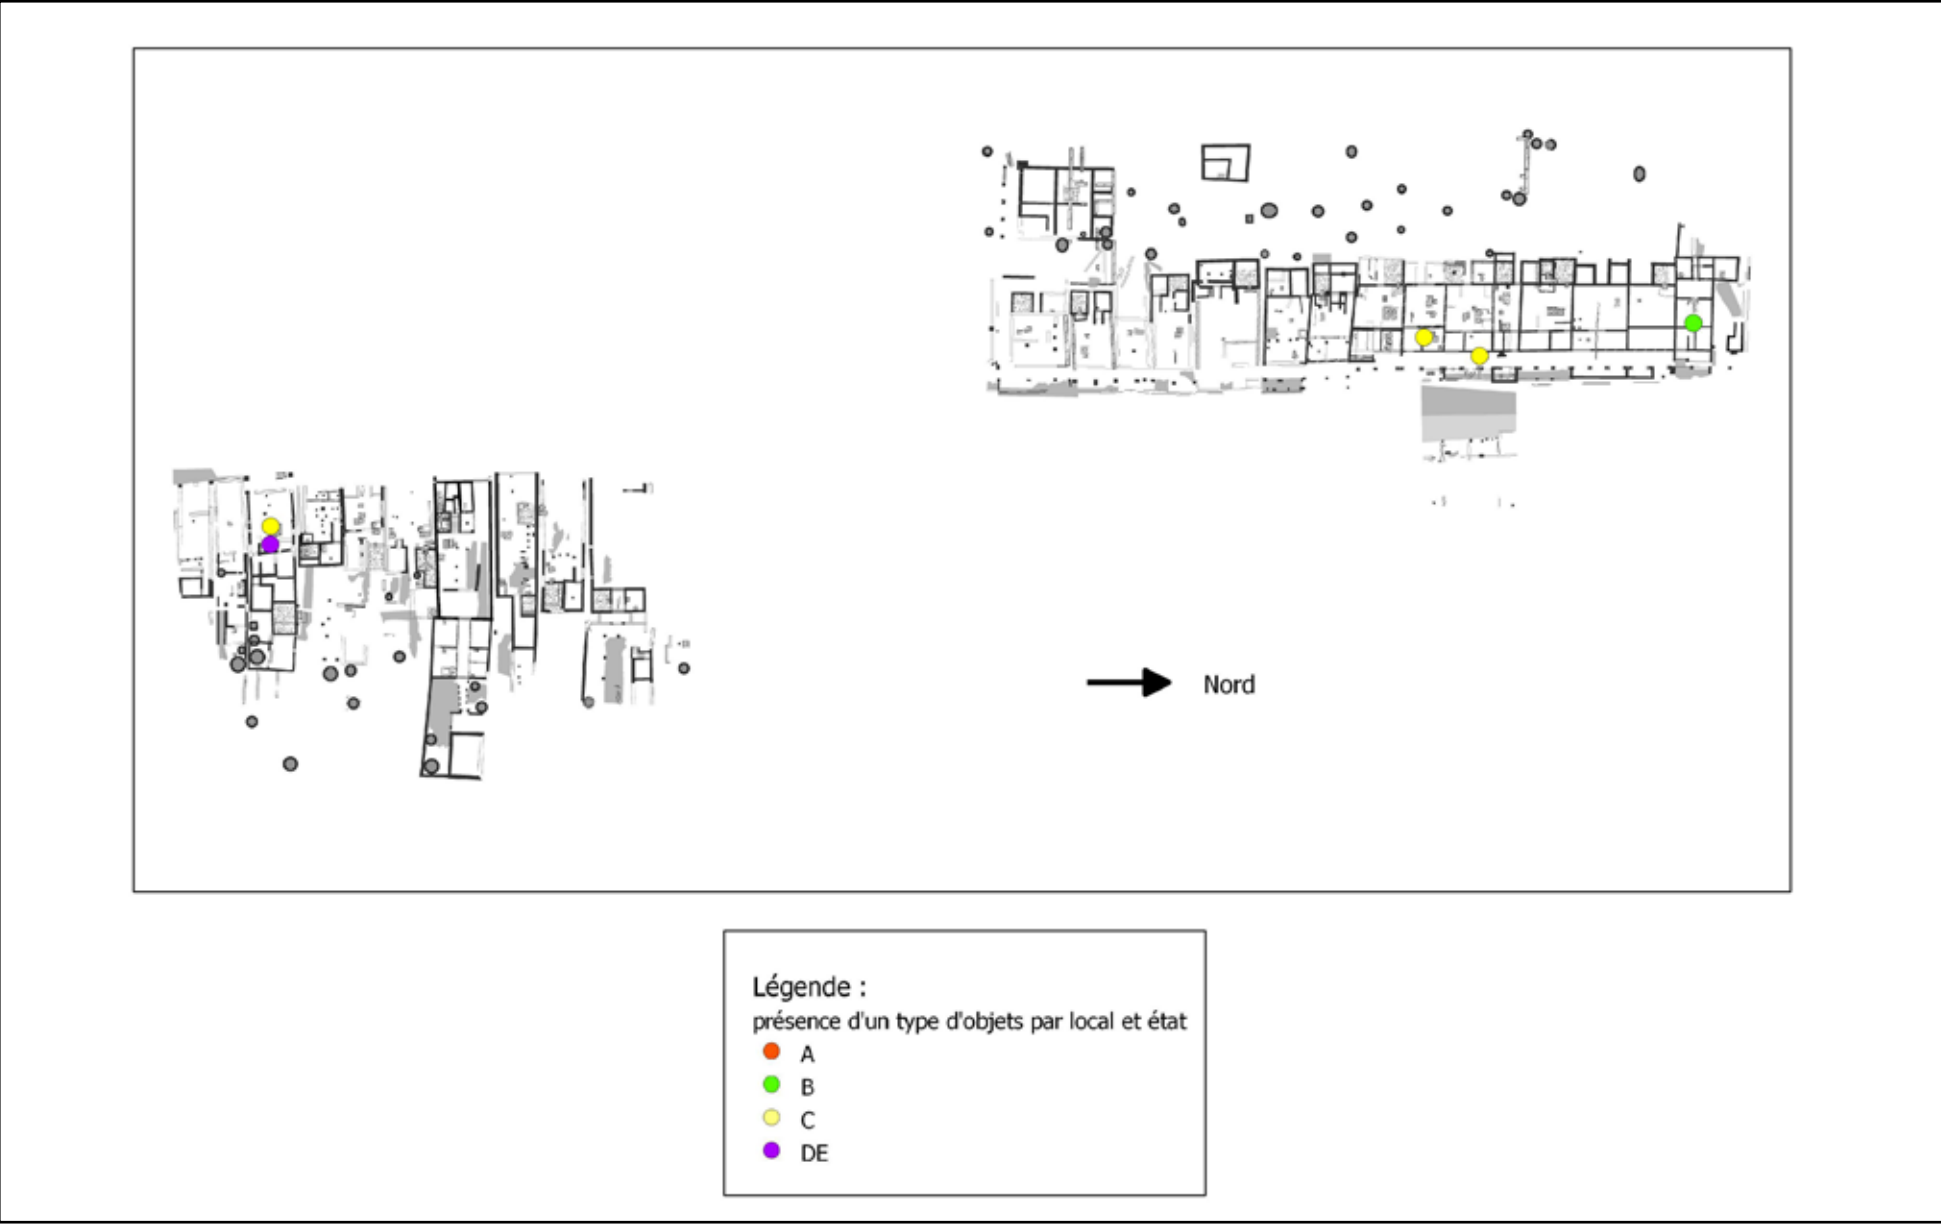 Nord
Légende :
présence d'un type d'objets par local et état
A
B
C
DE